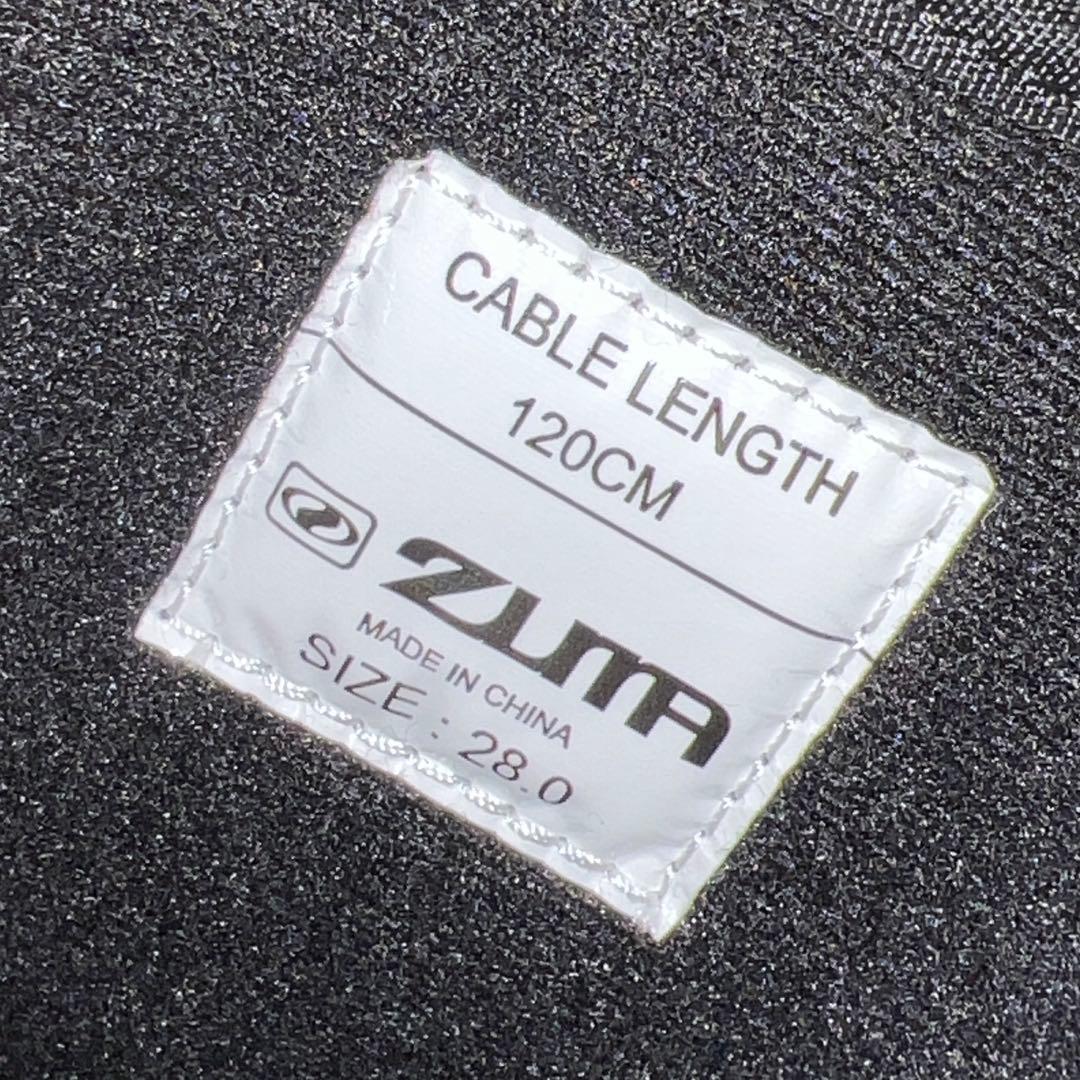 CABLE LENGTH
120CM
ZUMA
MADE IN CHINA
SIZE : 28.0